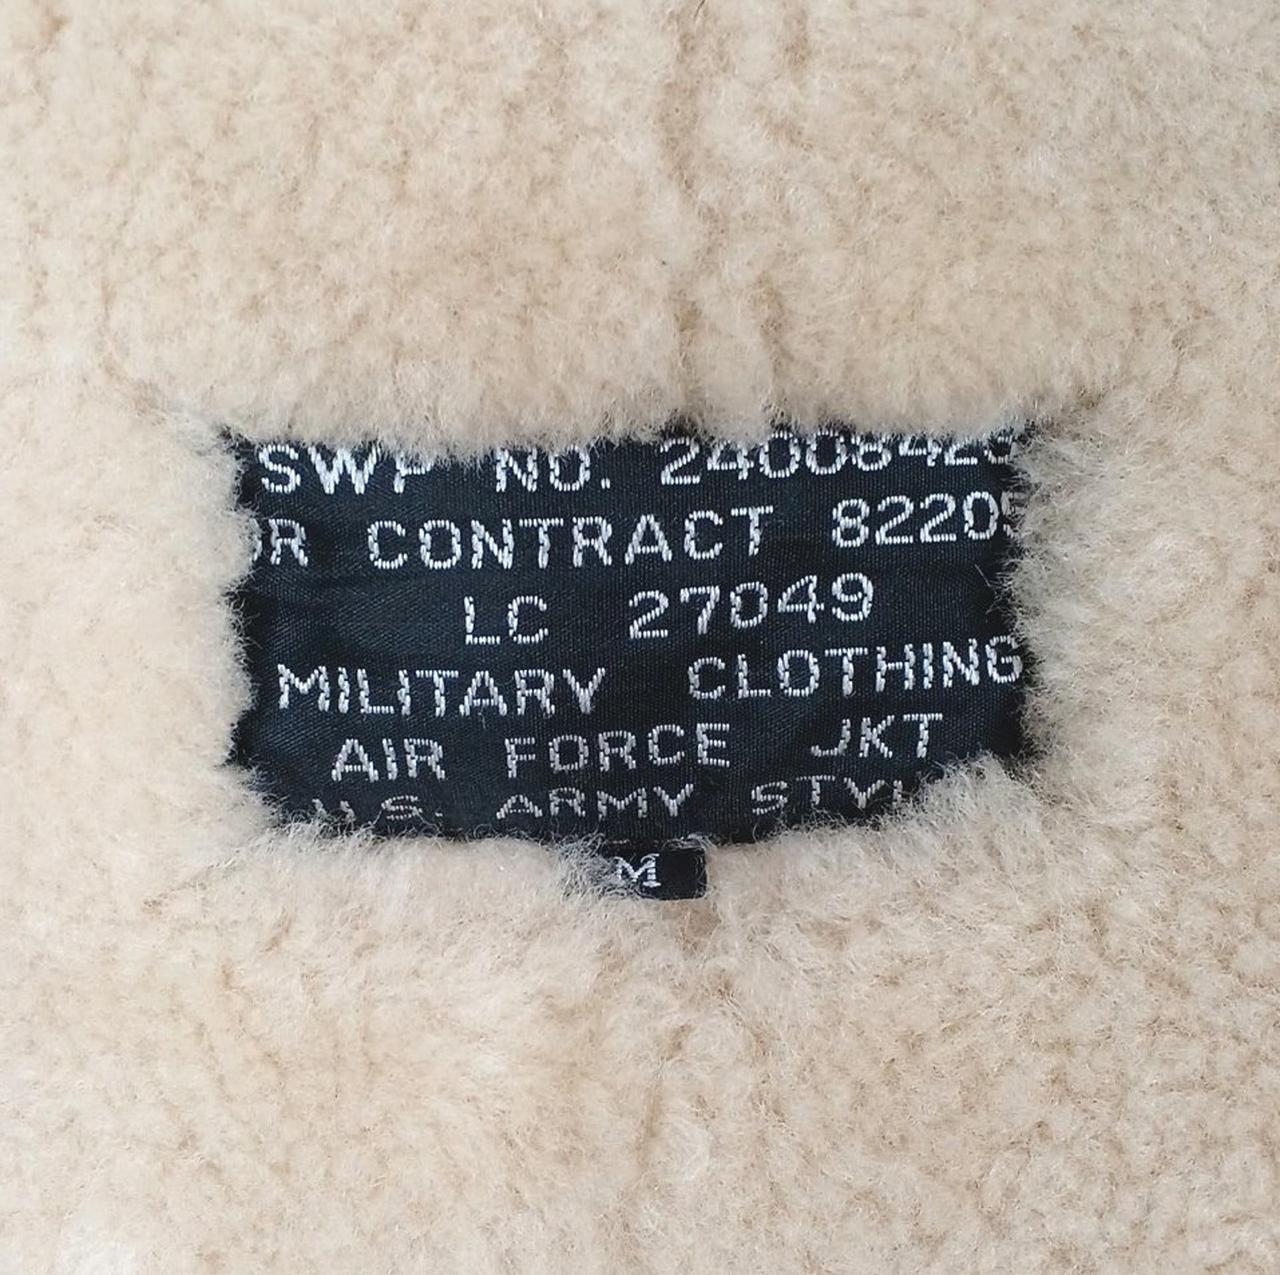 SWP NO. 2400842
R CONTRACT 8220
LC 27049
MILITARY CLOTHING
AIR FORCE JKT
U.S. ARMY STYL
M